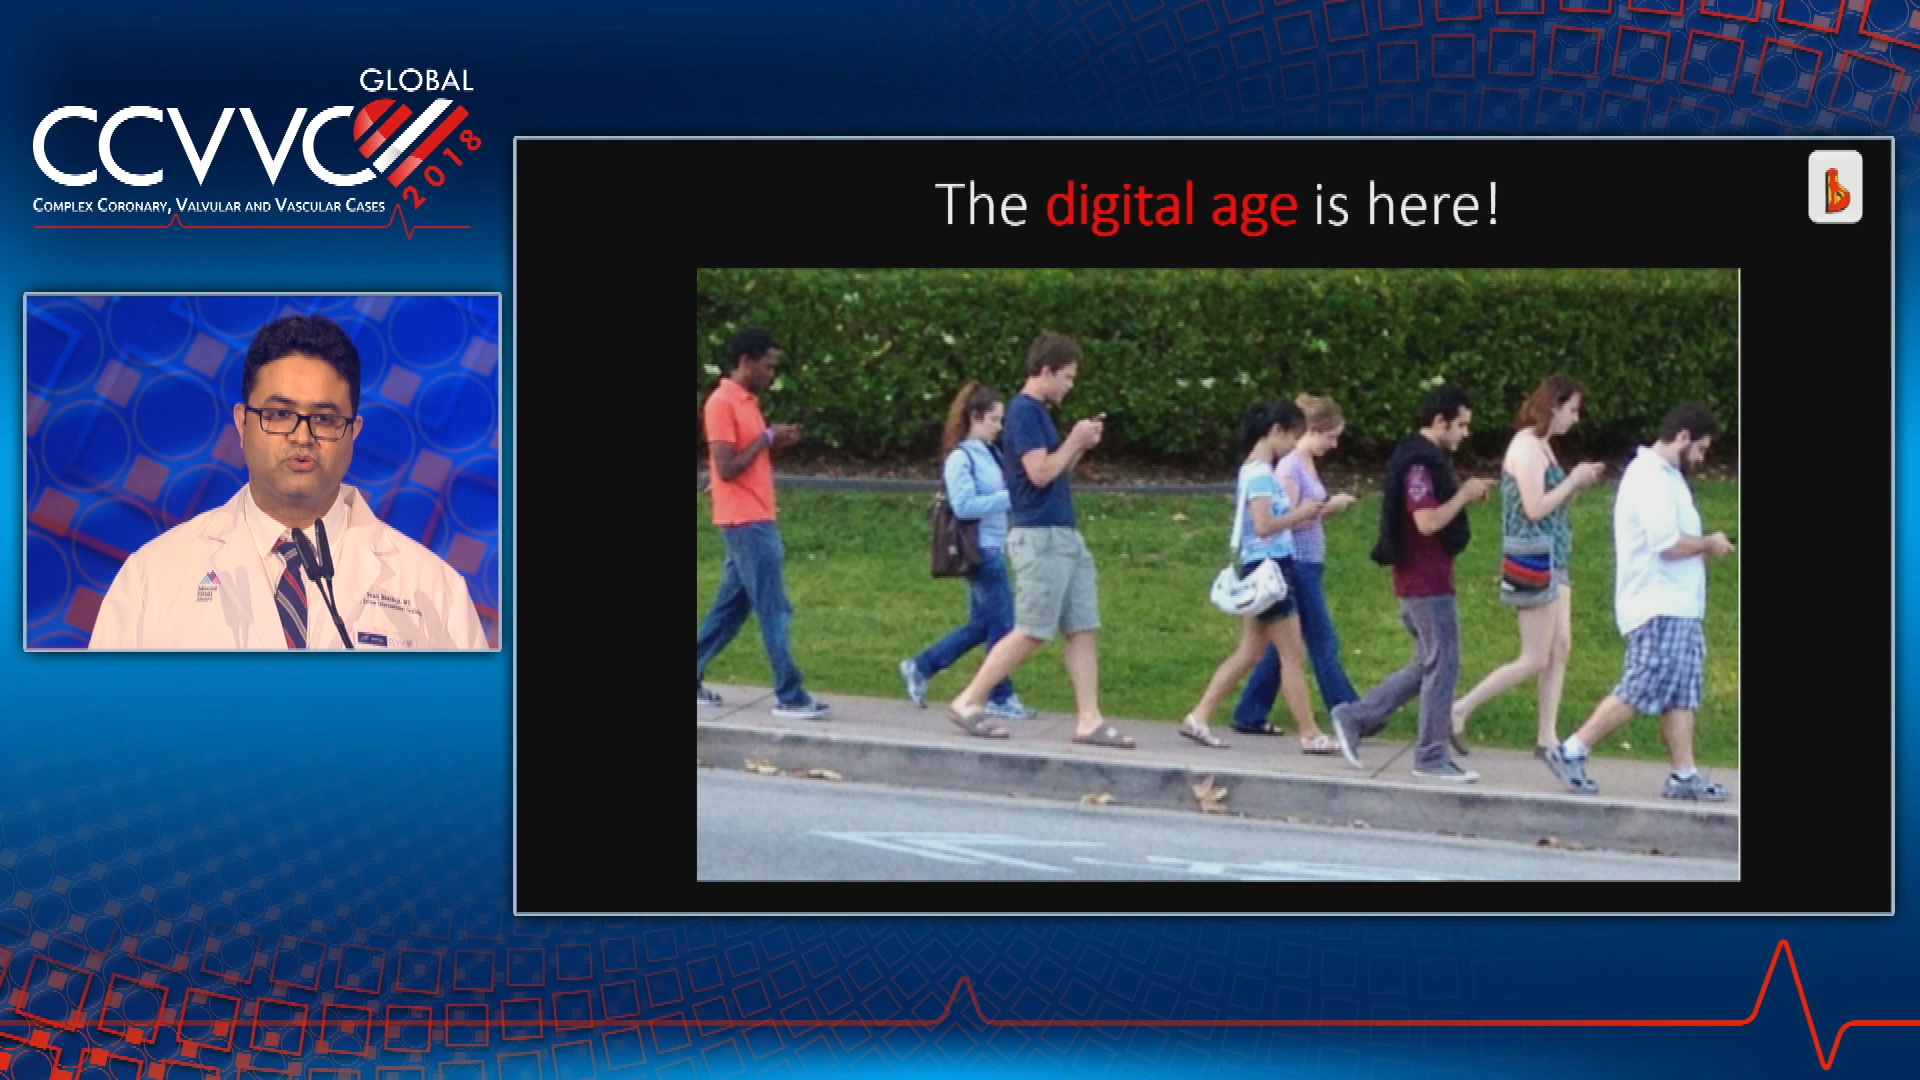 GLOBAL
CCVVC
2018
COMPLEX CORONARY, VALVULAR AND VASCULAR CASES
The digital age is here!
b